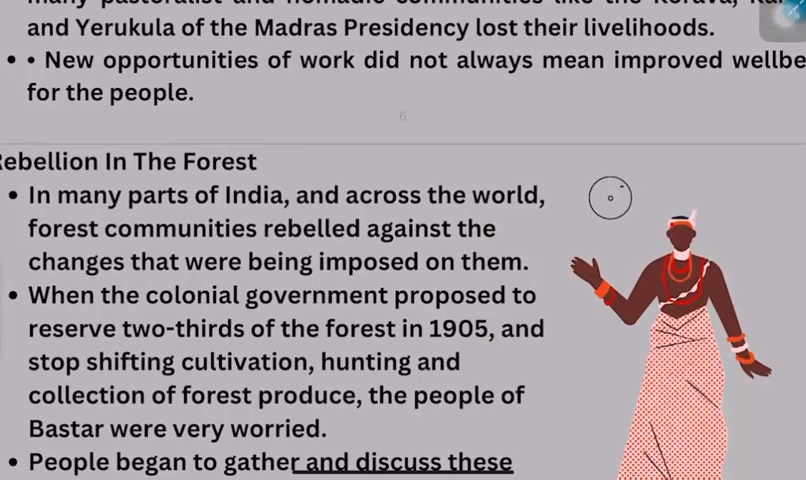 and Yerukula of the Madras Presidency lost their livelihoods.
• • New opportunities of work did not always mean improved
for the people.
6
Rebellion In The Forest
• In many parts of India, and across the world,
forest communities rebelled against the
changes that were being imposed on them.
• When the colonial government proposed to
reserve two-thirds of the forest in 1905, and
stop shifting cultivation, hunting and
collection of forest produce, the people of
Bastar were very worried.
• People began to gather and discuss these